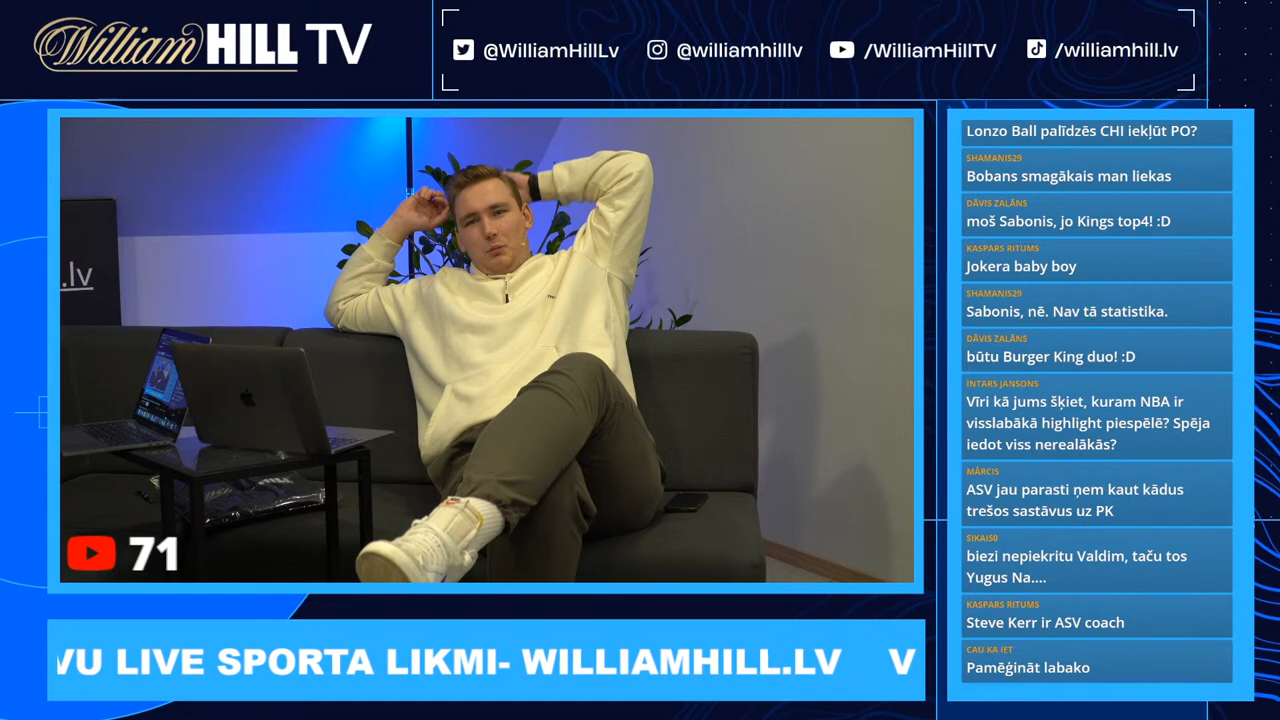 William HILL TV
@WilliamHillLv
@williamhilllv
/WilliamHillTV
/williamhill.lv
.lv
71
VU LIVE SPORTA LIKMI- WILLIAMHILL.LV V
Lonzo Ball palīdzēs CHI iekļūt PO?
SHAMANIS29
Bobans smagākais man liekas
DĀVIS ZALĀNS
moš Sabonis, jo Kings top4! :D
KASPARS RITUMS
Jokera baby boy
SHAMANIS29
Sabonis, nē. Nav tā statistika.
DĀVIS ZALĀNS
būtu Burger King duo! :D
INTARS JANSONS
Vīri kā jums šķiet, kuram NBA ir
visslabākā highlight piespēlē? Spēja
iedot viss nerealākās?
MĀRCIS
ASV jau parasti ņem kaut kādus
trešos sastāvus uz PK
SIKAIS0
biezi nepiekritu Valdim, taču tos
Yugus Na....
KASPARS RITUMS
Steve Kerr ir ASV coach
CAU KA IET
Pamēģināt labako